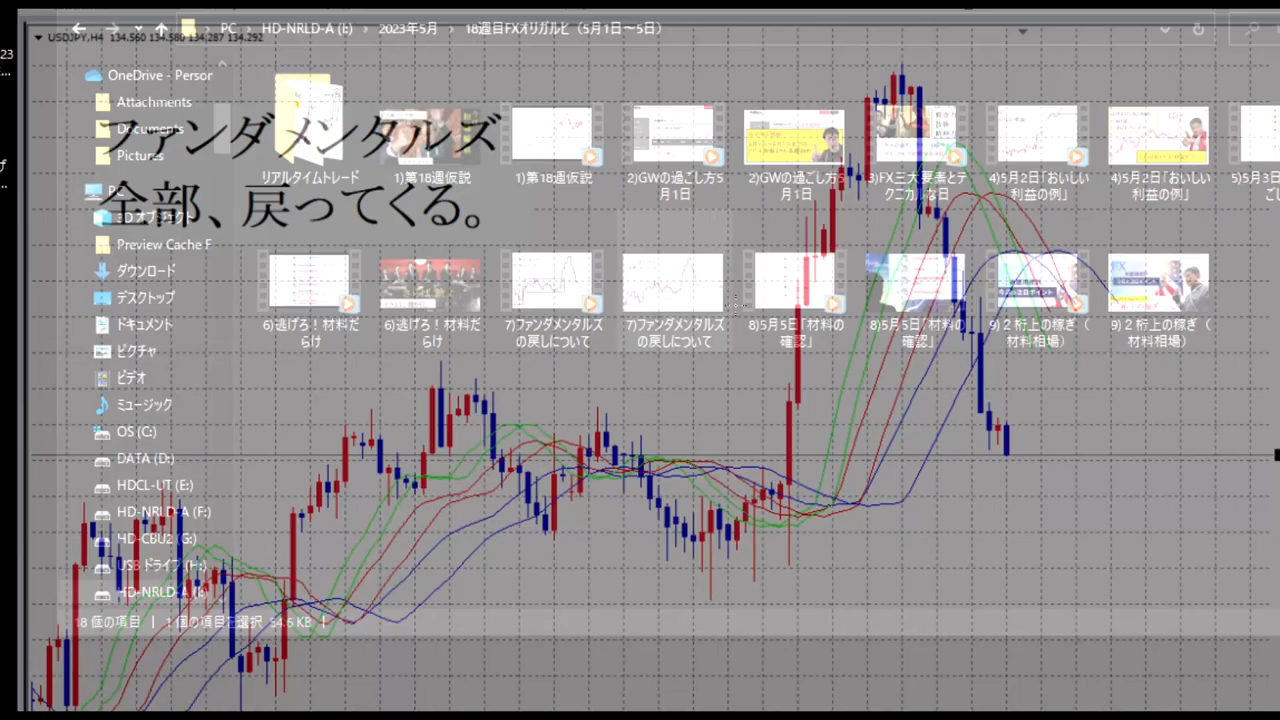 PC › HD-NRLD-A (I:) › 2023年5月 › 18週目FXオリガルヒ（5月1日～5日）
USDJPY,H4 134.560 134.580 134.287 134.292
23
OneDrive - Person
Attachments
Documents
Pictures
PC
3D オブジェクト
Preview Cache F
ダウンロード
デスクトップ
ドキュメント
ピクチャ
ビデオ
ミュージック
OS (C:)
DATA (D:)
HDCL-UT (E:)
HD-NRLD-A (F:)
HD-CBU2 (G:)
USB ドライブ (H:)
HD-NRLD-A (I:)
ファンダメンタルズ
全部、戻ってくる。
リアルタイムトレード
1)第18週仮説
1)第18週仮説
2)GWの過ごし方5
月1日
2)GWの過ごし方5
月1日
3)FX三大要素とテ
クニカルな日
4)5月2日「おいしい
利益の例」
4)5月2日「おいしい
利益の例」
5)5月3日
6)逃げろ！材料だ
らけ
6)逃げろ！材料だ
らけ
7)ファンダメンタルズ
の戻しについて
7)ファンダメンタルズ
の戻しについて
8)5月5日「材料の
確認」
8)5月5日「材料の
確認」
9)２桁上の稼ぎ（
材料相場）
9)２桁上の稼ぎ（
材料相場）
18 個の項目 | 1 個の項目を選択 54.6 KB |